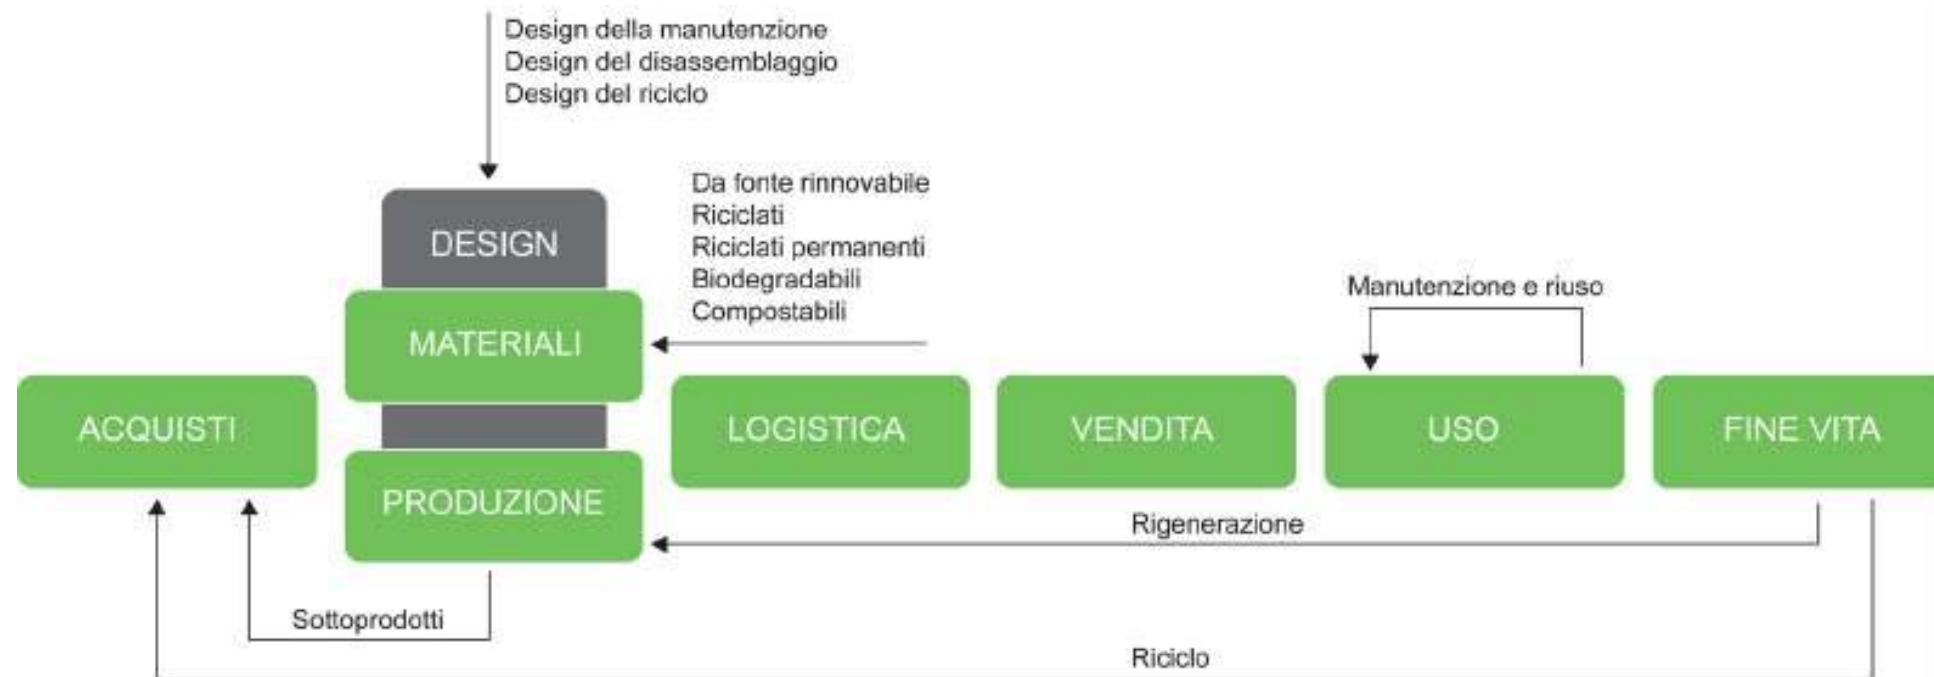 Design della manutenzione
Design del disassemblaggio
Design del riciclo
DESIGN
Da fonte rinnovabile
Riciclati
Riciclati permanenti
Biodegradabili
Compostabili
MATERIALI
Manutenzione e riuso
ACQUISTI
LOGISTICA
VENDITA
USO
FINE VITA
PRODUZIONE
Rigenerazione
Sottoprodotti
Riciclo